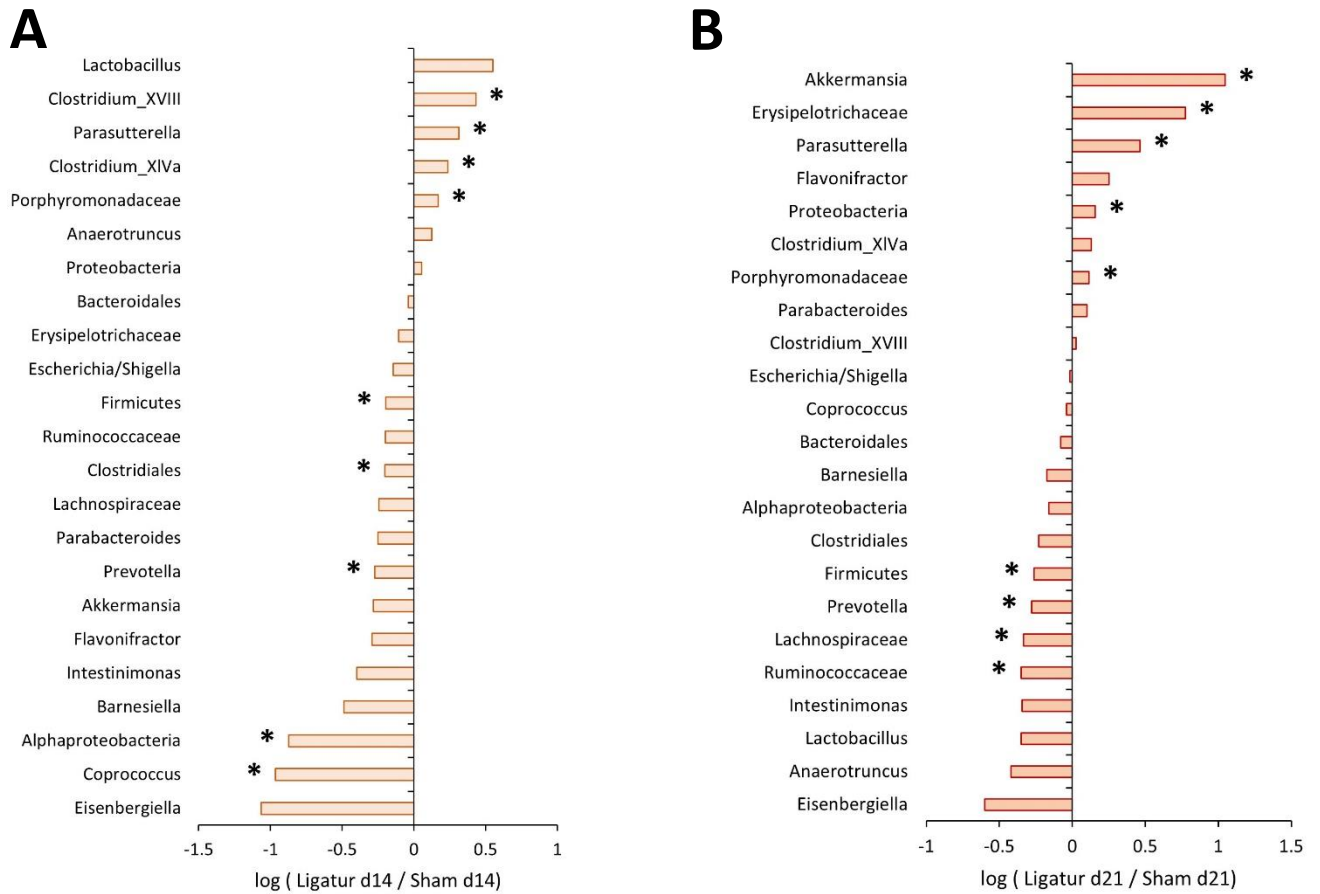 A
Lactobacillus
Clostridium_XVIII *
Parasutterella *
Clostridium_XlVa *
Porphyromonadaceae *
Anaerotruncus
Proteobacteria
Bacteroidales
Erysipelotrichaceae
Escherichia/Shigella
Firmicutes *
Ruminococcaceae
Clostridiales *
Lachnospiraceae
Parabacteroides
Prevotella *
Akkermansia
Flavonifractor
Intestinimonas
Barnesiella
Alphaproteobacteria *
Coprococcus *
Eisenbergiella
-1.5 -1 -0.5 0 0.5 1
log ( Ligatur d14 / Sham d14)
B
Akkermansia *
Erysipelotrichaceae *
Parasutterella *
Flavonifractor
Proteobacteria *
Clostridium_XlVa
Porphyromonadaceae *
Parabacteroides
Clostridium_XVIII
Escherichia/Shigella
Coprococcus
Bacteroidales
Barnesiella
Alphaproteobacteria
Clostridiales
Firmicutes *
Prevotella *
Lachnospiraceae *
Ruminococcaceae *
Intestinimonas
Lactobacillus
Anaerotruncus
Eisenbergiella
-1 -0.5 0 0.5 1 1.5
log ( Ligatur d21 / Sham d21)